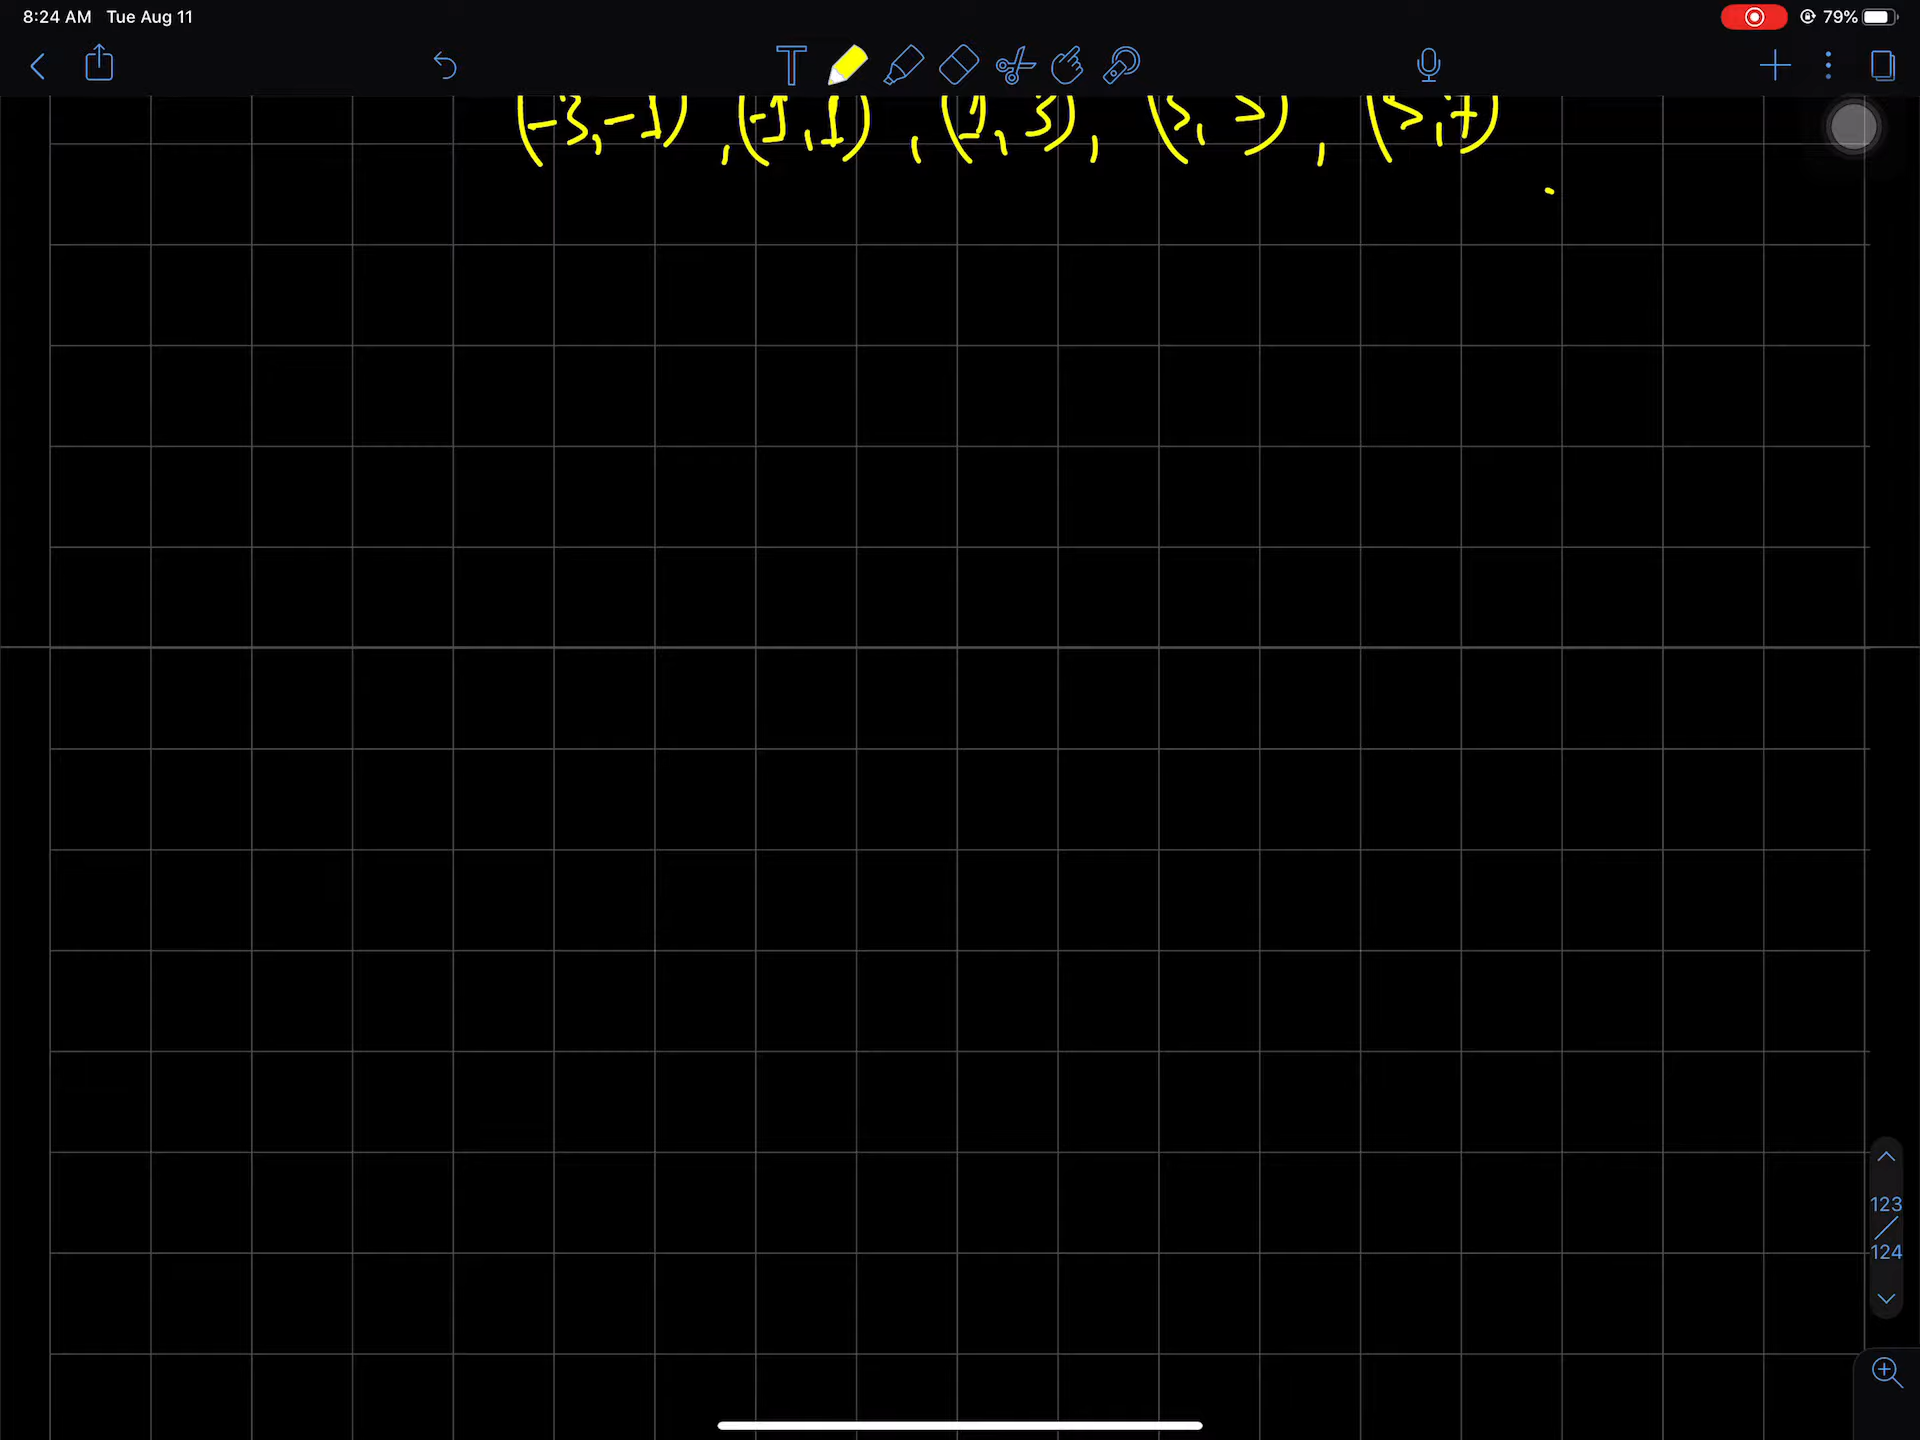 8:24 AM Tue Aug 11
79%
(-3,-1) , (-1,1) , (1, 3), (3, 5) , (5,7)
T
123
124